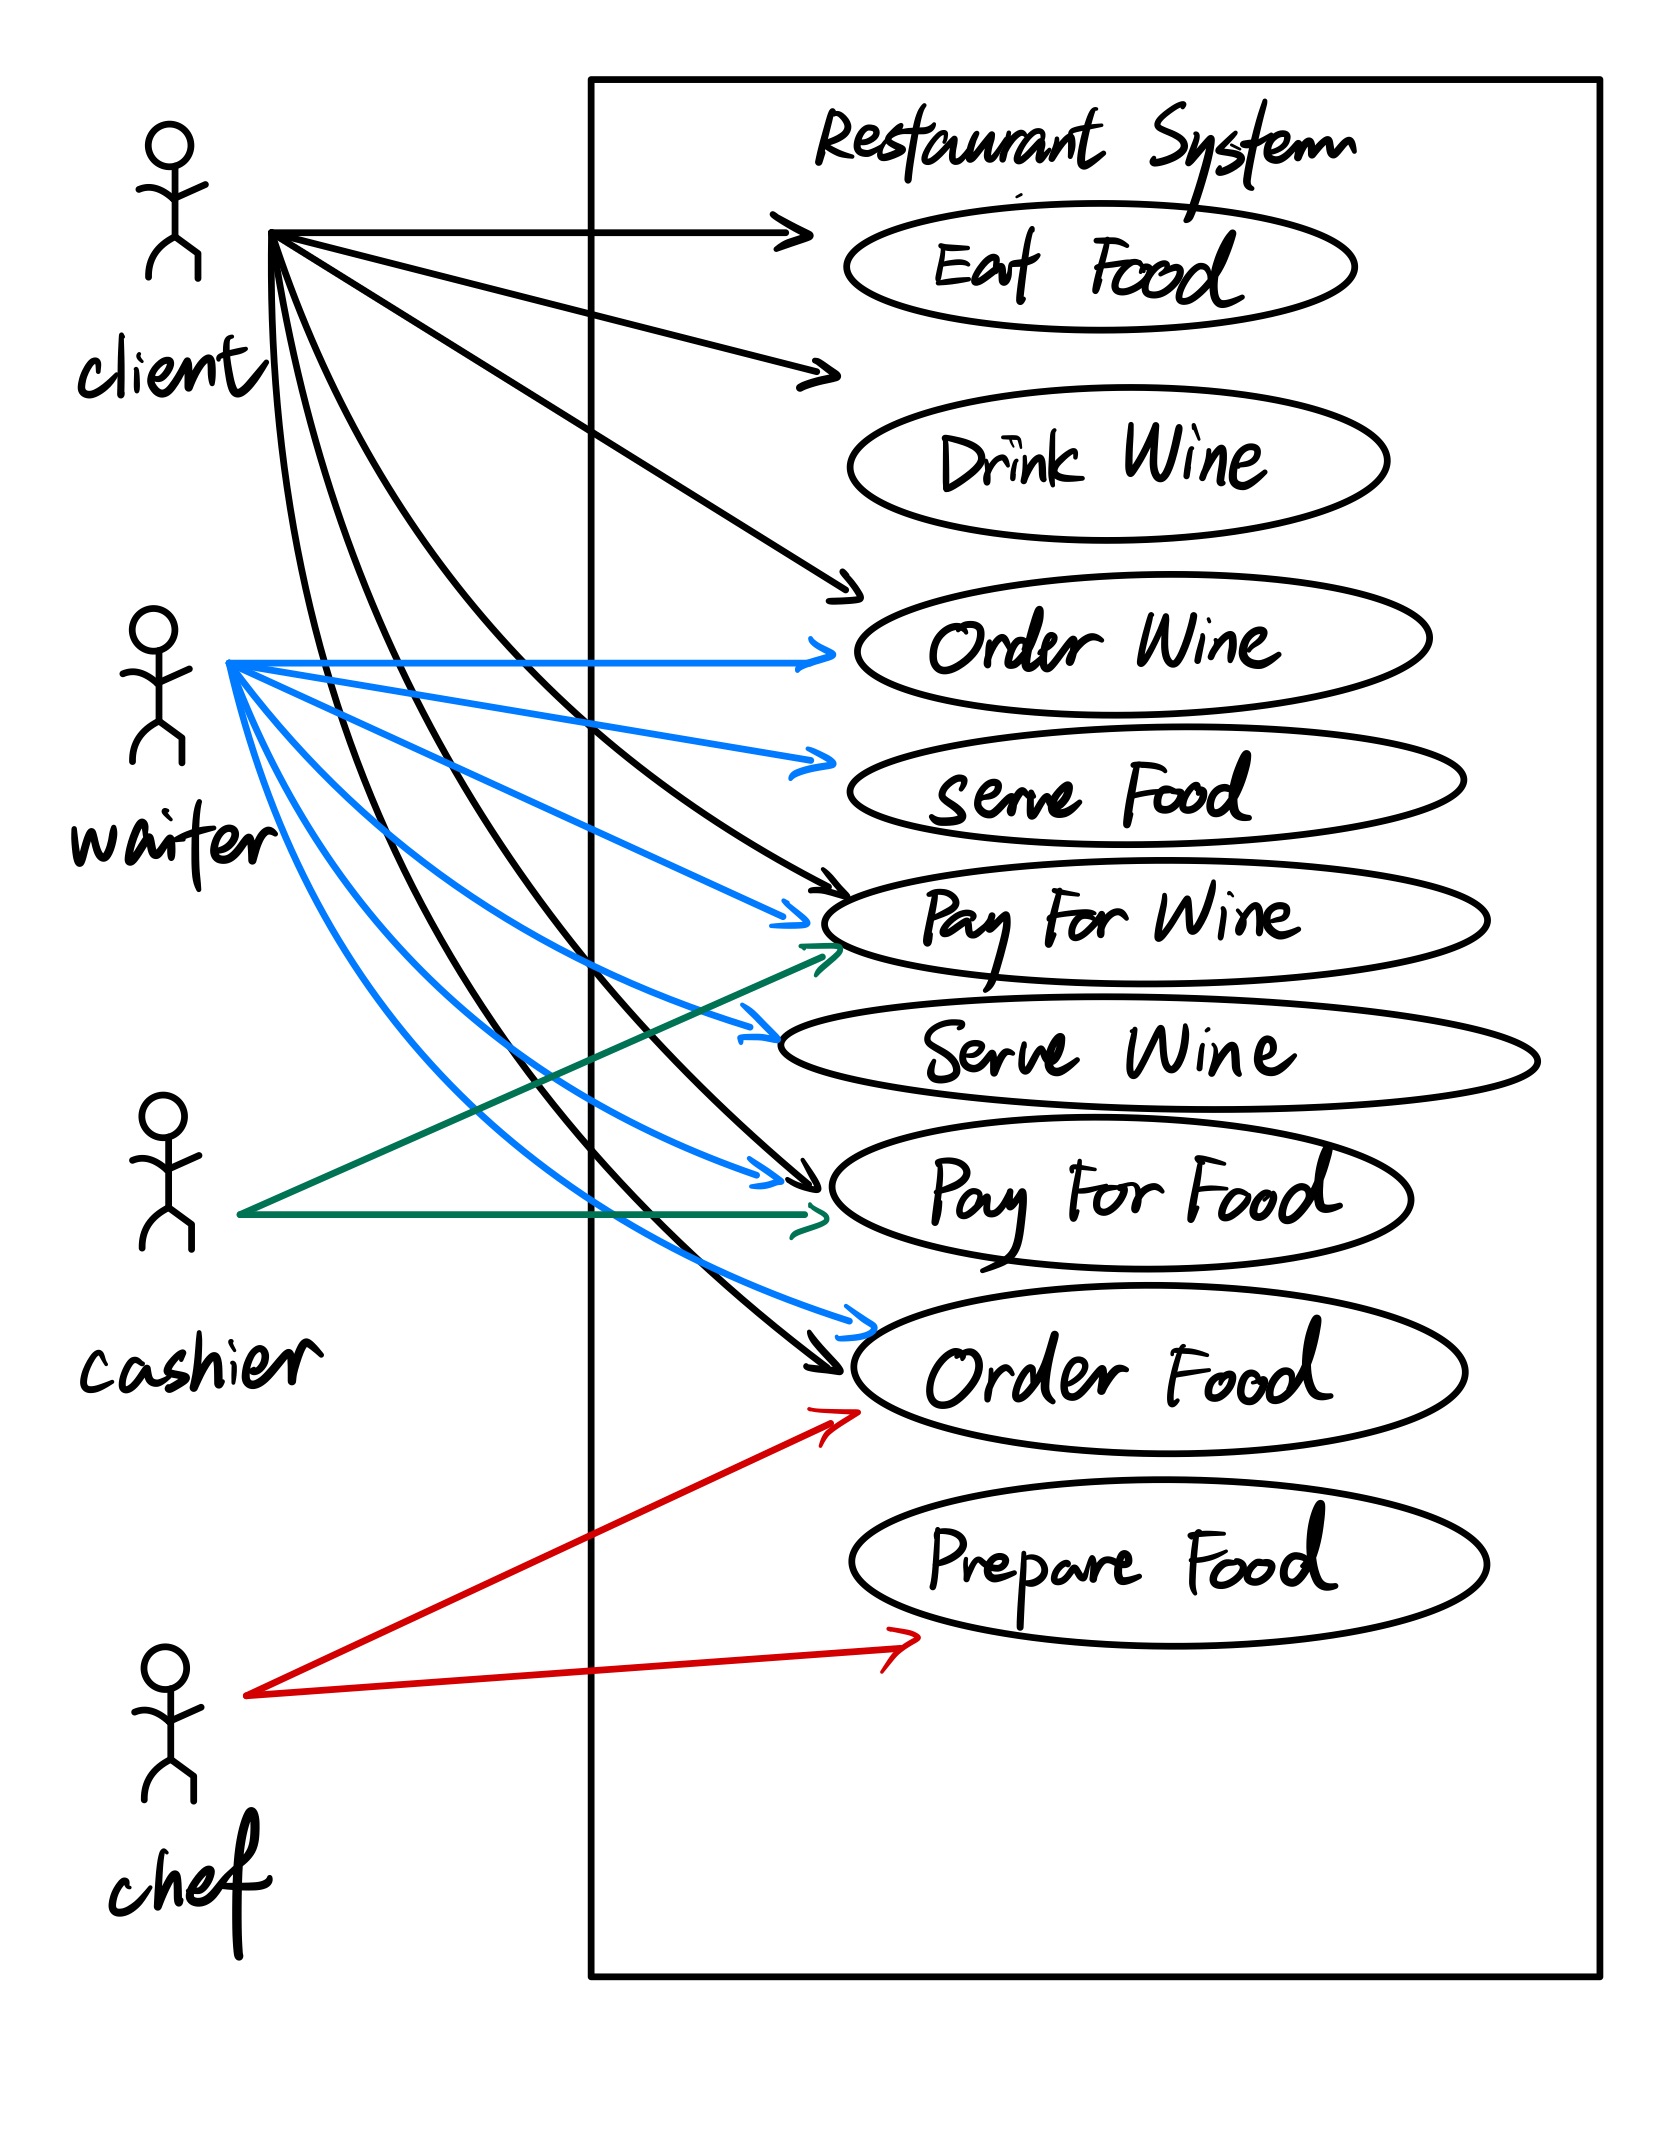 Restaurant System
Eat Food
client
Drink Wine
Order Wine
Serve Food
waiter
Pay For Wine
Serve Wine
Pay For Food
cashier
Order Food
Prepare Food
chef